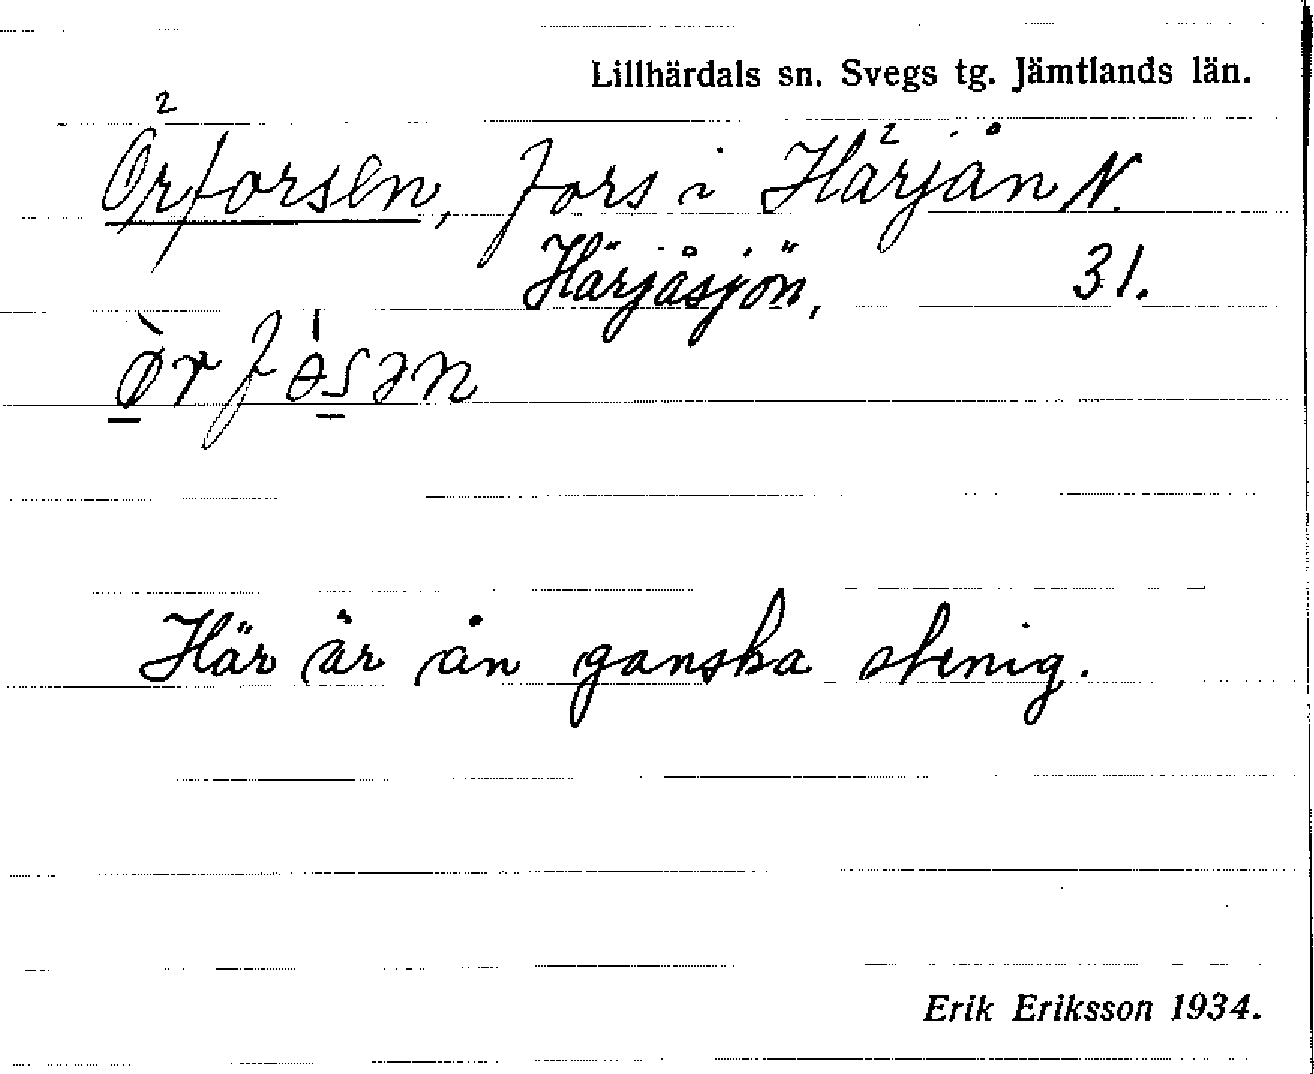 Lillhärdals sn. Svegs tg. Jämtlands län.
Örforsen, fors i Härjån N.
Härjåsjön, 31.
Här är ån ganska stenig.
Erik Eriksson 1934.